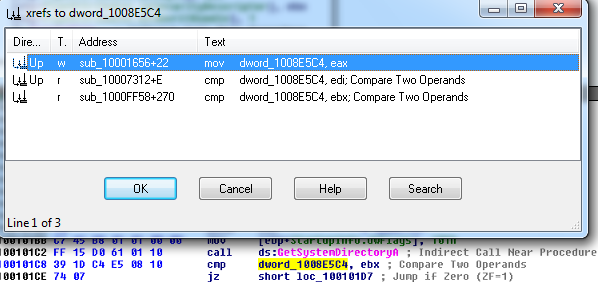 xrefs to dword_1008E5C4
Dire... T. Address Text
Up w sub_10001656+22 mov dword_1008E5C4, eax
Up r sub_10007312+E cmp dword_1008E5C4, edi; Compare Two Operands
r sub_1000FF58+270 cmp dword_1008E5C4, ebx; Compare Two Operands
OK Cancel Help Search
Line 1 of 3
100101BB C7 45 B8 01 01 00 00 mov [ebp+StartupInfo.dwFlags], 101h
100101C2 FF 15 D0 61 01 10 call ds:GetSystemDirectoryA ; Indirect Call Near Procedure
100101C8 39 1D C4 E5 08 10 cmp dword_1008E5C4, ebx ; Compare Two Operands
100101CE 74 07 jz short loc_100101D7 ; Jump if Zero (ZF=1)